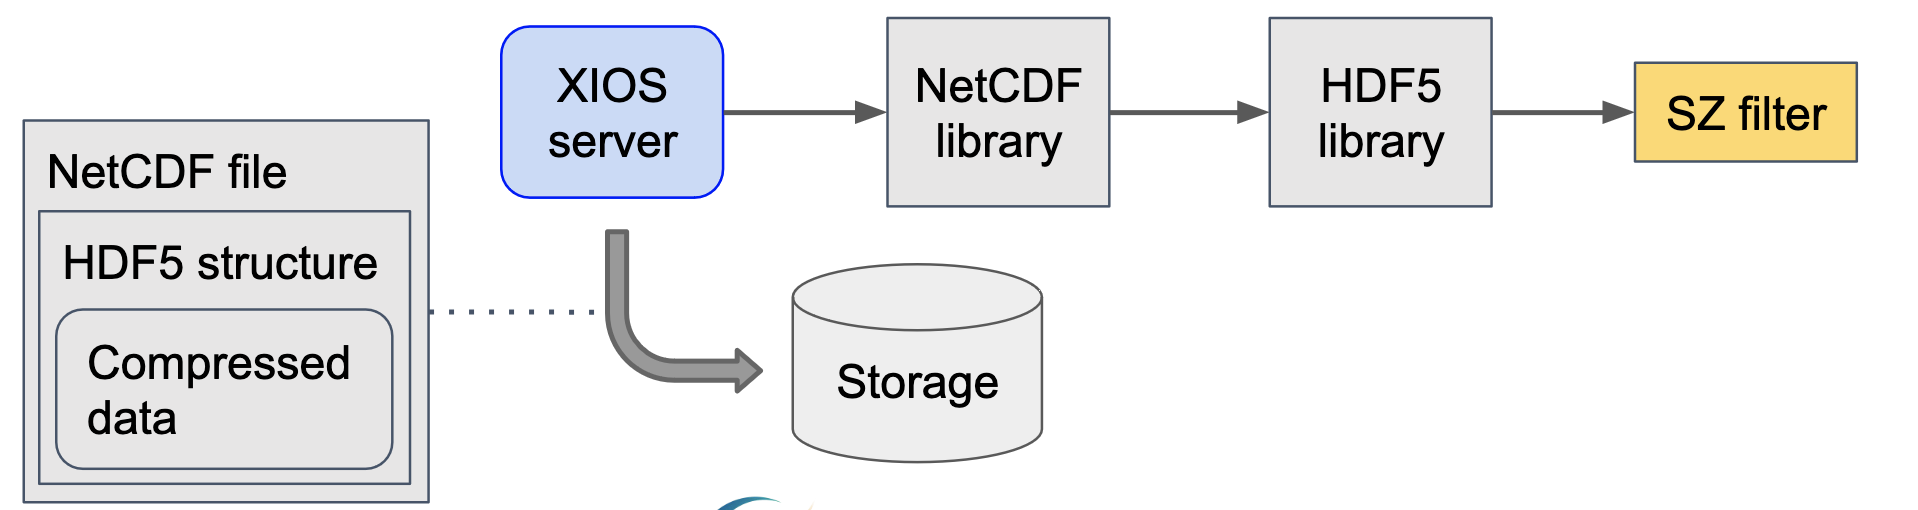 XIOS
server
NetCDF
library
HDF5
library
SZ filter
NetCDF file
HDF5 structure
Compressed
data
Storage